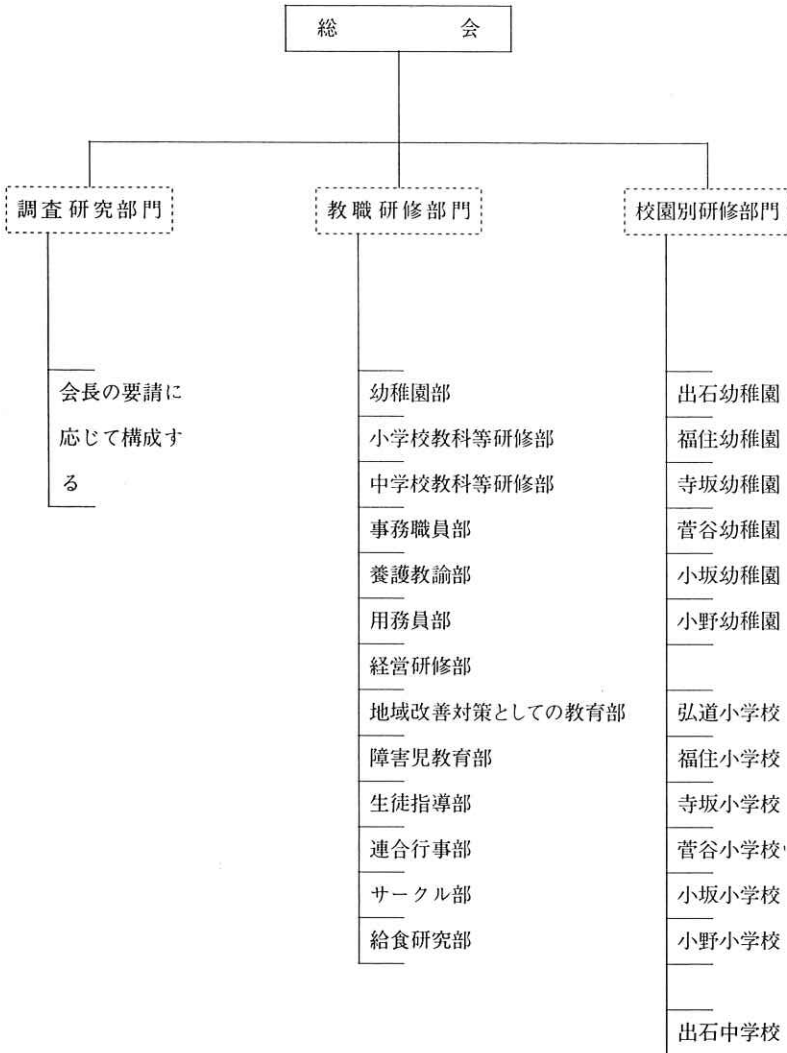 総 会
調査研究部門
教職研修部門
校園別研修部門
会長の要請に
応じて構成す
る
幼稚園部
小学校教科等研修部
中学校教科等研修部
事務職員部
養護教諭部
用務員部
経営研修部
地域改善対策としての教育部
障害児教育部
生徒指導部
連合行事部
サークル部
給食研究部
出石幼稚園
福住幼稚園
寺坂幼稚園
菅谷幼稚園
小坂幼稚園
小野幼稚園
弘道小学校
福住小学校
寺坂小学校
菅谷小学校
小坂小学校
小野小学校
出石中学校